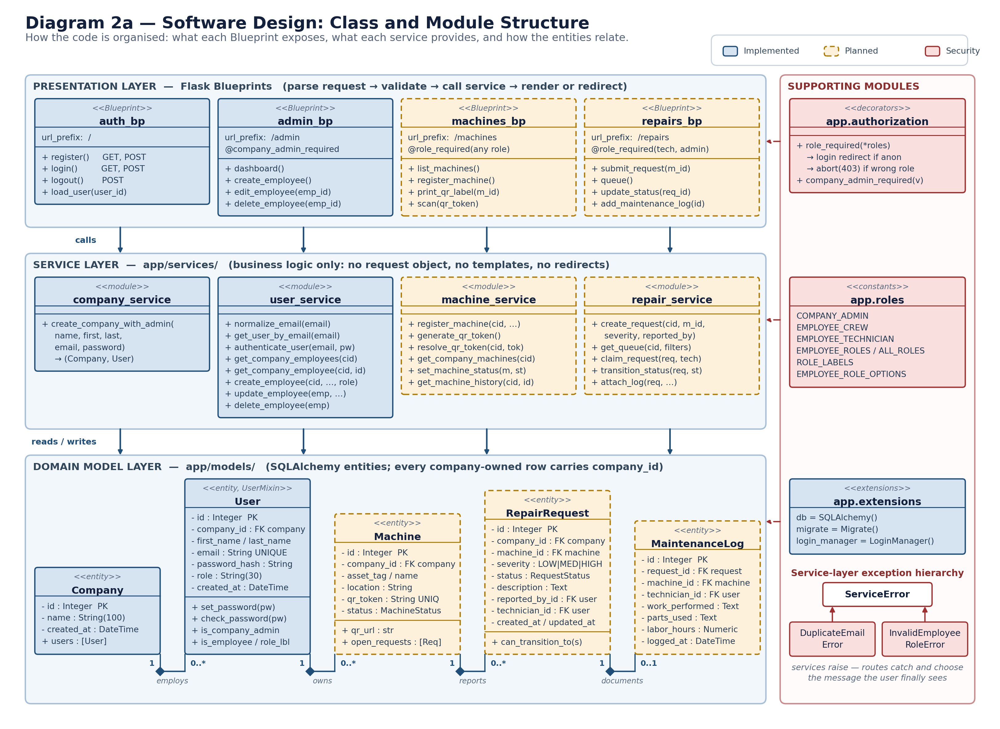 Diagram 2a — Software Design: Class and Module Structure
How the code is organised: what each Blueprint exposes, what each service provides, and how the entities relate.
Implemented
Planned
Security
PRESENTATION LAYER — Flask Blueprints (parse request → validate → call service → render or redirect)
<<Blueprint>>
auth_bp
url_prefix: /
+ register() GET, POST
+ login() GET, POST
+ logout() POST
+ load_user(user_id)
<<Blueprint>>
admin_bp
url_prefix: /admin
@company_admin_required
+ dashboard()
+ create_employee()
+ edit_employee(emp_id)
+ delete_employee(emp_id)
<<Blueprint>>
machines_bp
url_prefix: /machines
@role_required(any role)
+ list_machines()
+ register_machine()
+ print_qr_label(m_id)
+ scan(qr_token)
<<Blueprint>>
repairs_bp
url_prefix: /repairs
@role_required(tech, admin)
+ submit_request(m_id)
+ queue()
+ update_status(req_id)
+ add_maintenance_log(id)
calls
SERVICE LAYER — app/services/ (business logic only: no request object, no templates, no redirects)
<<module>>
company_service
+ create_company_with_admin(
name, first, last,
email, password)
→ (Company, User)
<<module>>
user_service
+ normalize_email(email)
+ get_user_by_email(email)
+ authenticate_user(email, pw)
+ get_company_employees(cid)
+ get_company_employee(cid, id)
+ create_employee(cid, …, role)
+ update_employee(emp, …)
+ delete_employee(emp)
<<module>>
machine_service
+ register_machine(cid, …)
+ generate_qr_token()
+ resolve_qr_token(cid, tok)
+ get_company_machines(cid)
+ set_machine_status(m, st)
+ get_machine_history(cid, id)
<<module>>
repair_service
+ create_request(cid, m_id,
severity, reported_by)
+ get_queue(cid, filters)
+ claim_request(req, tech)
+ transition_status(req, st)
+ attach_log(req, …)
reads / writes
DOMAIN MODEL LAYER — app/models/ (SQLAlchemy entities; every company-owned row carries company_id)
<<entity>>
Company
- id : Integer PK
- name : String(100)
- created_at : DateTime
+ users : [User]
<<entity, UserMixin>>
User
- id : Integer PK
- company_id : FK company
- first_name / last_name
- email : String UNIQUE
- password_hash : String
- role : String(30)
- created_at : DateTime
+ set_password(pw)
+ check_password(pw)
+ is_company_admin
+ is_employee / role_lbl
<<entity>>
Machine
- id : Integer PK
- company_id : FK company
- asset_tag / name
- location : String
- qr_token : String UNIQ
- status : MachineStatus
+ qr_url : str
+ open_requests : [Req]
<<entity>>
RepairRequest
- id : Integer PK
- company_id : FK company
- machine_id : FK machine
- severity : LOW|MED|HIGH
- status : RequestStatus
- description : Text
- reported_by_id : FK user
- technician_id : FK user
- created_at / updated_at
+ can_transition_to(s)
<<entity>>
MaintenanceLog
- id : Integer PK
- request_id : FK request
- machine_id : FK machine
- technician_id : FK user
- work_performed : Text
- parts_used : Text
- labor_hours : Numeric
- logged_at : DateTime
1 0..*
employs
1 0..*
owns
1 0..*
reports
1 0..1
documents
SUPPORTING MODULES
<<decorators>>
app.authorization
+ role_required(*roles)
→ login redirect if anon
→ abort(403) if wrong role
+ company_admin_required(v)
<<constants>>
app.roles
COMPANY_ADMIN
EMPLOYEE_CREW
EMPLOYEE_TECHNICIAN
EMPLOYEE_ROLES / ALL_ROLES
ROLE_LABELS
EMPLOYEE_ROLE_OPTIONS
<<extensions>>
app.extensions
db = SQLAlchemy()
migrate = Migrate()
login_manager = LoginManager()
Service-layer exception hierarchy
ServiceError
DuplicateEmail
Error
InvalidEmployee
RoleError
services raise — routes catch and choose
the message the user finally sees